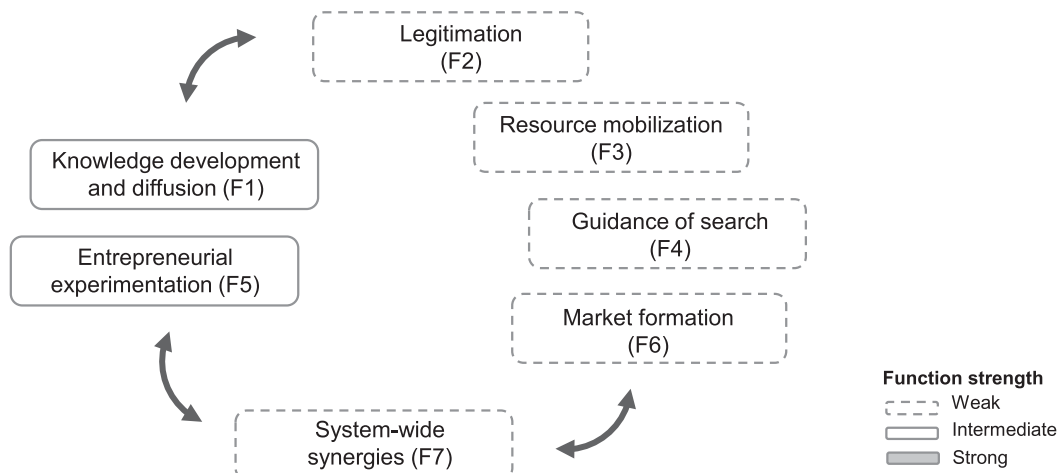 Legitimation
(F2)
Resource mobilization
(F3)
Knowledge development
and diffusion (F1)
Guidance of search
(F4)
Entrepreneurial
experimentation (F5)
Market formation
(F6)
System-wide
synergies (F7)
Function strength
Weak
Intermediate
Strong